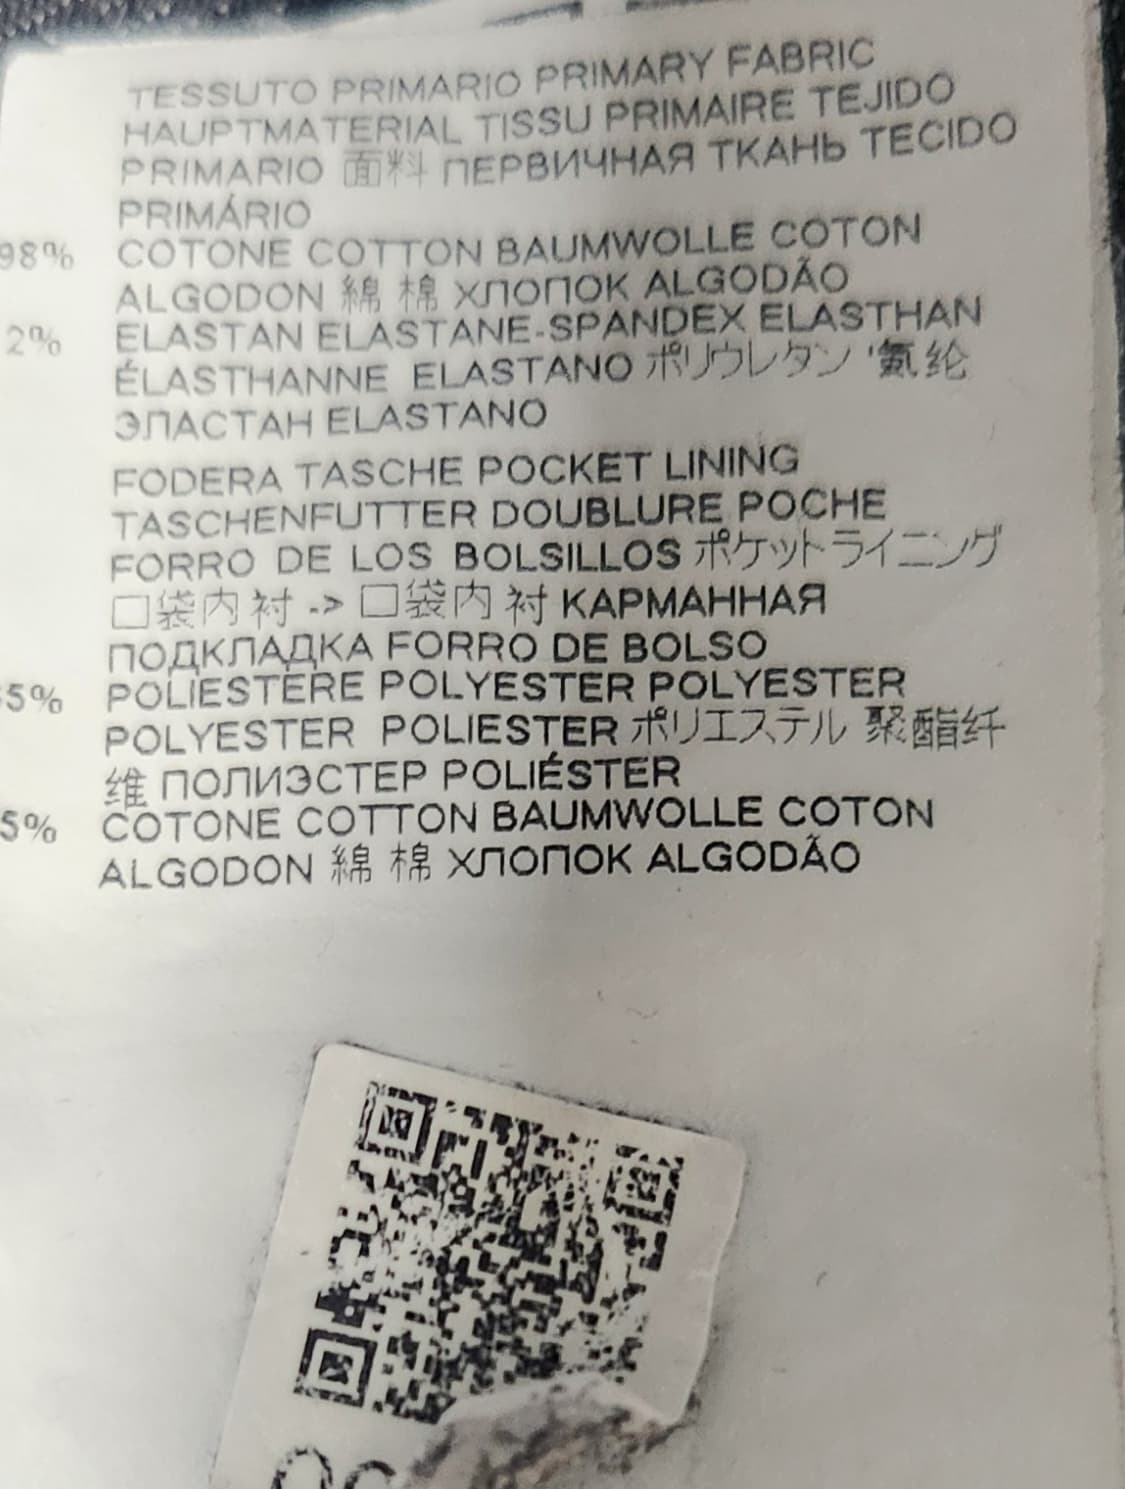 TESSUTO PRIMARIO PRIMARY FABRIC
HAUPTMATERIAL TISSU PRIMAIRE TEJIDO
PRIMARIO 面料 ПЕРВИЧНАЯ ТКАНЬ TECIDO
PRIMÁRIO
98% COTONE COTTON BAUMWOLLE COTON
ALGODON 綿 棉 ХЛОПОК ALGODÃO
2% ELASTAN ELASTANE-SPANDEX ELASTHAN
ÉLASTHANNE ELASTANO ポリウレタン '氨纶
ЭЛАСТАН ELASTANO
FODERA TASCHE POCKET LINING
TASCHENFUTTER DOUBLURE POCHE
FORRO DE LOS BOLSILLOS ポケットライニング
口袋内衬 -> 口袋内衬 КАРМАННАЯ
ПОДКЛАДКА FORRO DE BOLSO
5% POLIESTERE POLYESTER POLYESTER
POLYESTER POLIESTER ポリエステル 聚酯纤
维 ПОЛИЭСТЕР POLIÉSTER
5% COTONE COTTON BAUMWOLLE COTON
ALGODON 綿 棉 ХЛОПОК ALGODÃO